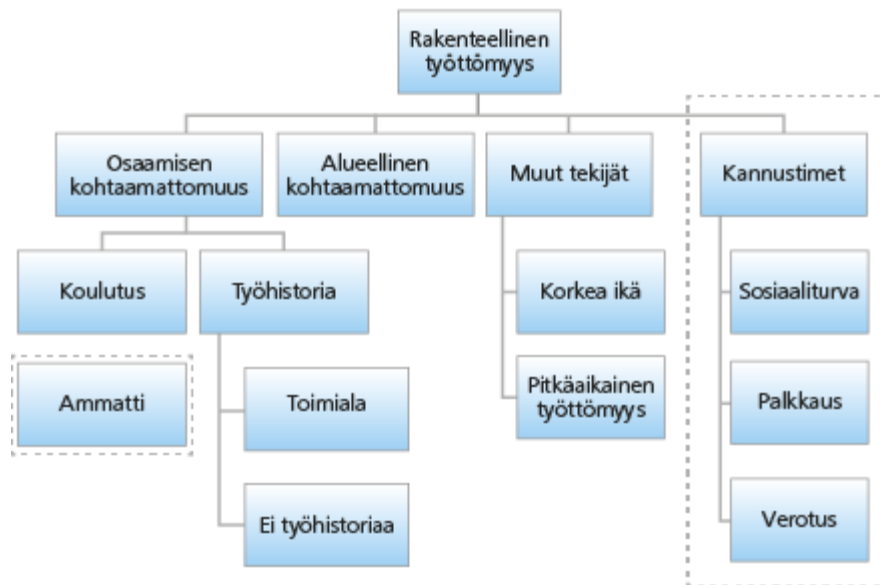 Rakenteellinen
työttömyys
Osaamisen
kohtaamattomuus
Alueellinen
kohtaamattomuus
Muut tekijät
Kannustimet
Koulutus
Työhistoria
Korkea ikä
Sosiaaliturva
Ammatti
Toimiala
Pitkäaikainen
työttömyys
Palkkaus
Ei työhistoriaa
Verotus